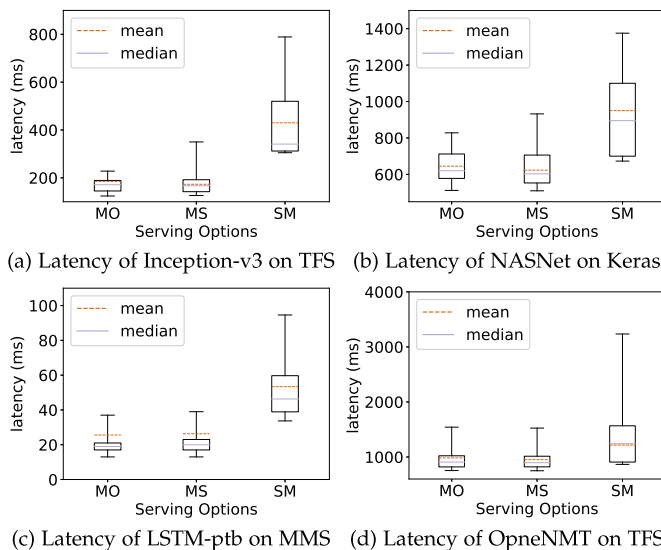 mean
median
800
600
400
200
latency (ms)
MO MS SM
Serving Options
(a) Latency of Inception-v3 on TFS
mean
median
1400
1200
1000
800
600
latency (ms)
MO MS SM
Serving Options
(b) Latency of NASNet on Keras
mean
median
100
80
60
40
20
0
latency (ms)
MO MS SM
Serving Options
(c) Latency of LSTM-ptb on MMS
mean
median
4000
3000
2000
1000
latency (ms)
MO MS SM
Serving Options
(d) Latency of OpneNMT on TFS